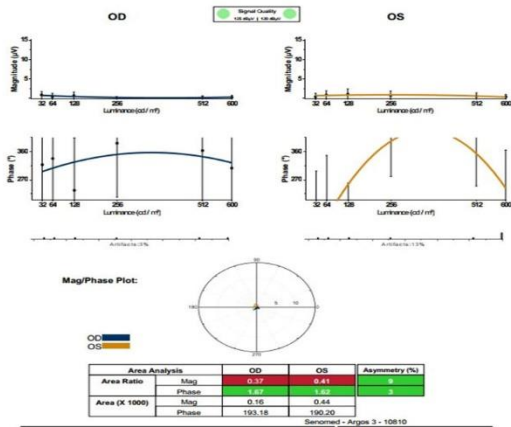 OD
Signal Quality
OS
Magnitude (µV)
15
10
5
32 64 128 256 512 600
Luminance (cd / m²)
Magnitude (µV)
15
10
5
32 64 128 256 512 600
Luminance (cd / m²)
Phase (°)
360
270
32 64 128 256 512 600
Luminance (cd / m²)
Phase (°)
360
270
32 64 128 256 512 600
Luminance (cd / m²)
Artifacts:
Artifacts: 13%
Mag/Phase Plot:
90
180
5 10
0
270
OD
OS
Area Analysis OD OS Asymmetry (%)
Area Ratio Mag 0.37 0.41 9
Phase 1.67 1.62 3
Area (X 1000) Mag 0.16 0.44
Phase 193.18 190.20
Senomed - Argos 3 - 10810